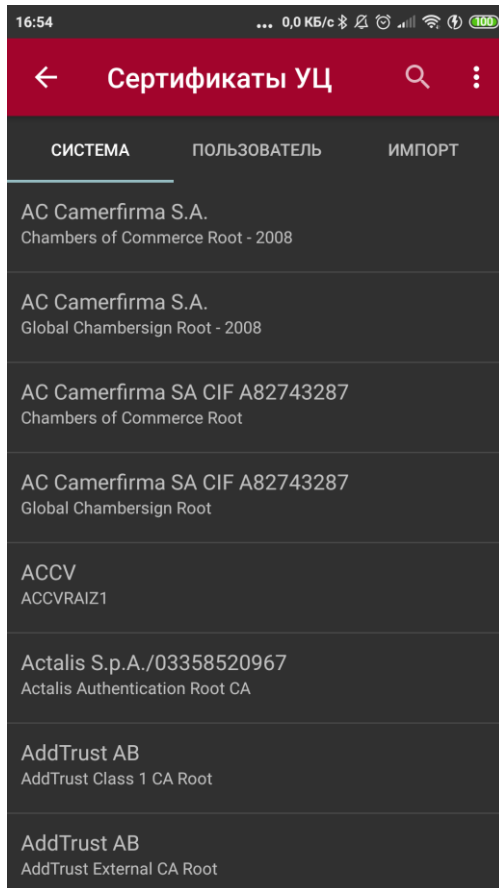 16:54
... 0,0 КБ/с 100
Сертификаты УЦ
СИСТЕМА ПОЛЬЗОВАТЕЛЬ ИМПОРТ
AC Camerfirma S.A.
Chambers of Commerce Root - 2008
AC Camerfirma S.A.
Global Chambersign Root - 2008
AC Camerfirma SA CIF A82743287
Chambers of Commerce Root
AC Camerfirma SA CIF A82743287
Global Chambersign Root
ACCV
ACCVRAIZ1
Actalis S.p.A./03358520967
Actalis Authentication Root CA
AddTrust AB
AddTrust Class 1 CA Root
AddTrust AB
AddTrust External CA Root